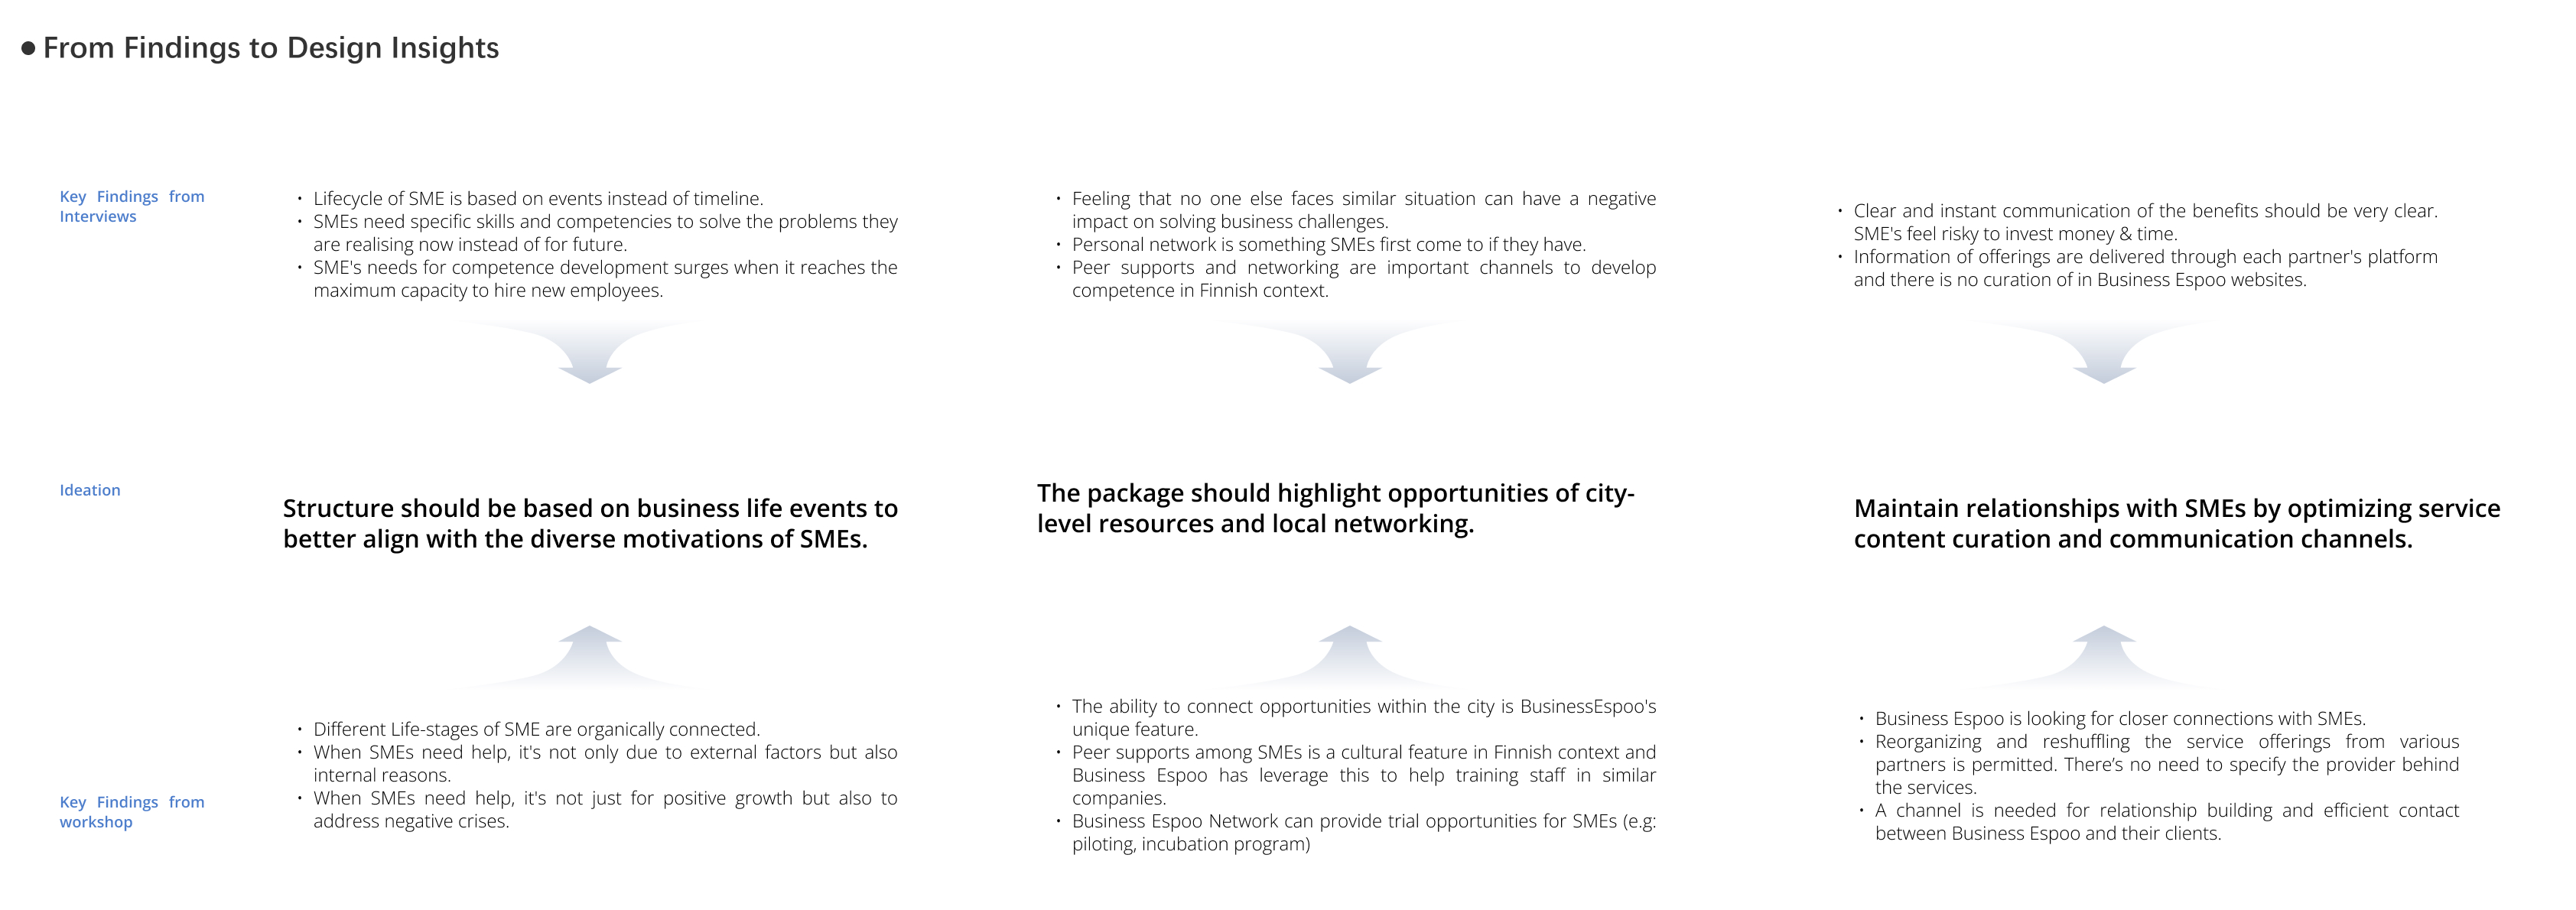 • From Findings to Design Insights
Key Findings from
Interviews
• Lifecycle of SME is based on events instead of timeline.
• SMEs need specific skills and competencies to solve the problems they
are realising now instead of for future.
• SME's needs for competence development surges when it reaches the
maximum capacity to hire new employees.
• Feeling that no one else faces similar situation can have a negative
impact on solving business challenges.
• Personal network is something SMEs first come to if they have.
• Peer supports and networking are important channels to develop
competence in Finnish context.
• Clear and instant communication of the benefits should be very clear.
SME's feel risky to invest money & time.
• Information of offerings are delivered through each partner's platform
and there is no curation of in Business Espoo websites.
Ideation
Structure should be based on business life events to
better align with the diverse motivations of SMEs.
The package should highlight opportunities of city-
level resources and local networking.
Maintain relationships with SMEs by optimizing service
content curation and communication channels.
Key Findings from
workshop
• Different Life-stages of SME are organically connected.
• When SMEs need help, it's not only due to external factors but also
internal reasons.
• When SMEs need help, it's not just for positive growth but also to
address negative crises.
• The ability to connect opportunities within the city is BusinessEspoo's
unique feature.
• Peer supports among SMEs is a cultural feature in Finnish context and
Business Espoo has leverage this to help training staff in similar
companies.
• Business Espoo Network can provide trial opportunities for SMEs (e.g:
piloting, incubation program)
• Business Espoo is looking for closer connections with SMEs.
• Reorganizing and reshuffling the service offerings from various
partners is permitted. There’s no need to specify the provider behind
the services.
• A channel is needed for relationship building and efficient contact
between Business Espoo and their clients.